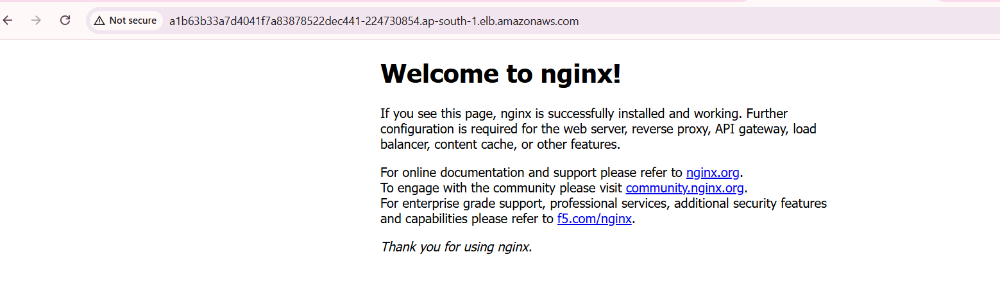 Not secure a1b63b33a7d4041f7a83878522dec441-224730854.ap-south-1.elb.amazonaws.com
Welcome to nginx!
If you see this page, nginx is successfully installed and working. Further
configuration is required for the web server, reverse proxy, API gateway, load
balancer, content cache, or other features.
For online documentation and support please refer to nginx.org.
To engage with the community please visit community.nginx.org.
For enterprise grade support, professional services, additional security features
and capabilities please refer to f5.com/nginx.
Thank you for using nginx.